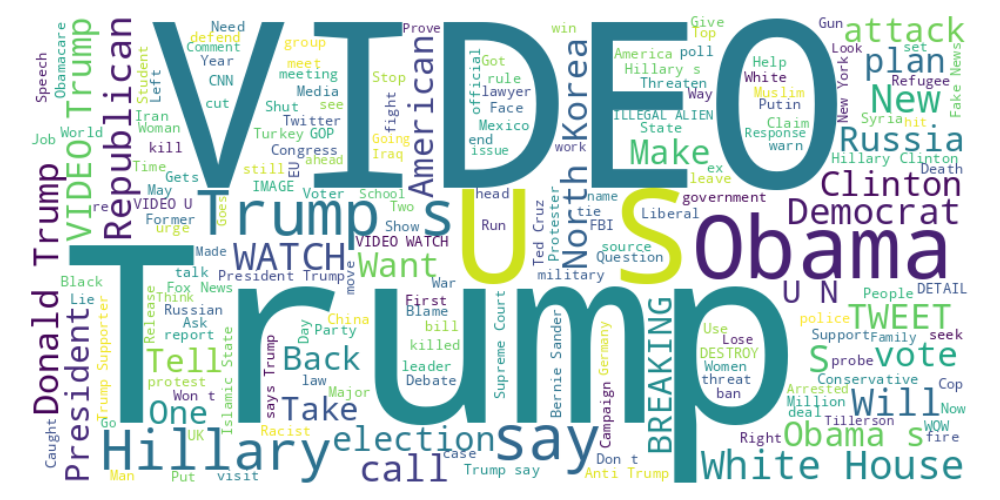 VIDEO
Trump
U S
Obama
Hillary
say
Trump s
Donald Trump
VIDEO Trump
Republican
President
American
North Korea
BREAKING
White House
Obama s
Will
vote
TWEET
S
U N
Democrat
Clinton
Russia
New
plan
attack
Make
WATCH
Want
Back
Take
Tell
One
election
call
Speech
Obamacare
Job
World
Woman
Student
Left
Iran
Need
defend
Comment
Year
CNN
cut
kill
Time
Gets
May
VIDEO U
re
Former
urge
Goes
group
meet
meeting
Media
Shut
Twitter
Turkey
GOP
Congress
still
EU
ahead
IMAGE
Voter
School
Iraq
Going
Stop
see
fight
Prove
Two
Show
VIDEO WATCH
Made
President Trump
move
Got
official
rule
lawyer
Face
Mexico
end
issue
work
win
head
Run
Ted Cruz
Protester
name
tie
FBI
source
Question
military
America
poll
Hillary s
Threaten
ILLEGAL ALIEN
State
Way
ex
leave
Liberal
government
Give
Top
Help
White
Muslim
Putin
Claim
Response
warn
New York
Gun
Look
set
Refugee
Fake News
Syria
hit
Hillary Clinton
Death
DETAIL
People
police
Support
Family
seek
probe
Conservative
Cop
Arrested
Million
deal
Now
Tillerson
WOW
fire
Right
Use
Lose
DESTROY
Women
threat
ban
Anti Trump
Don t
Campaign
Germany
Bernie Sander
Supreme Court
War
First
Blame
bill
killed
leader
Debate
China
Day
Party
law
Major
says Trump
Racist
case
Trump say
Black
Lie
talk
Fox News
Russian
Think
Ask
report
Release
Trump Supporter
protest
Won t
Islamic State
Go
UK
Put
visit
Man
Caught